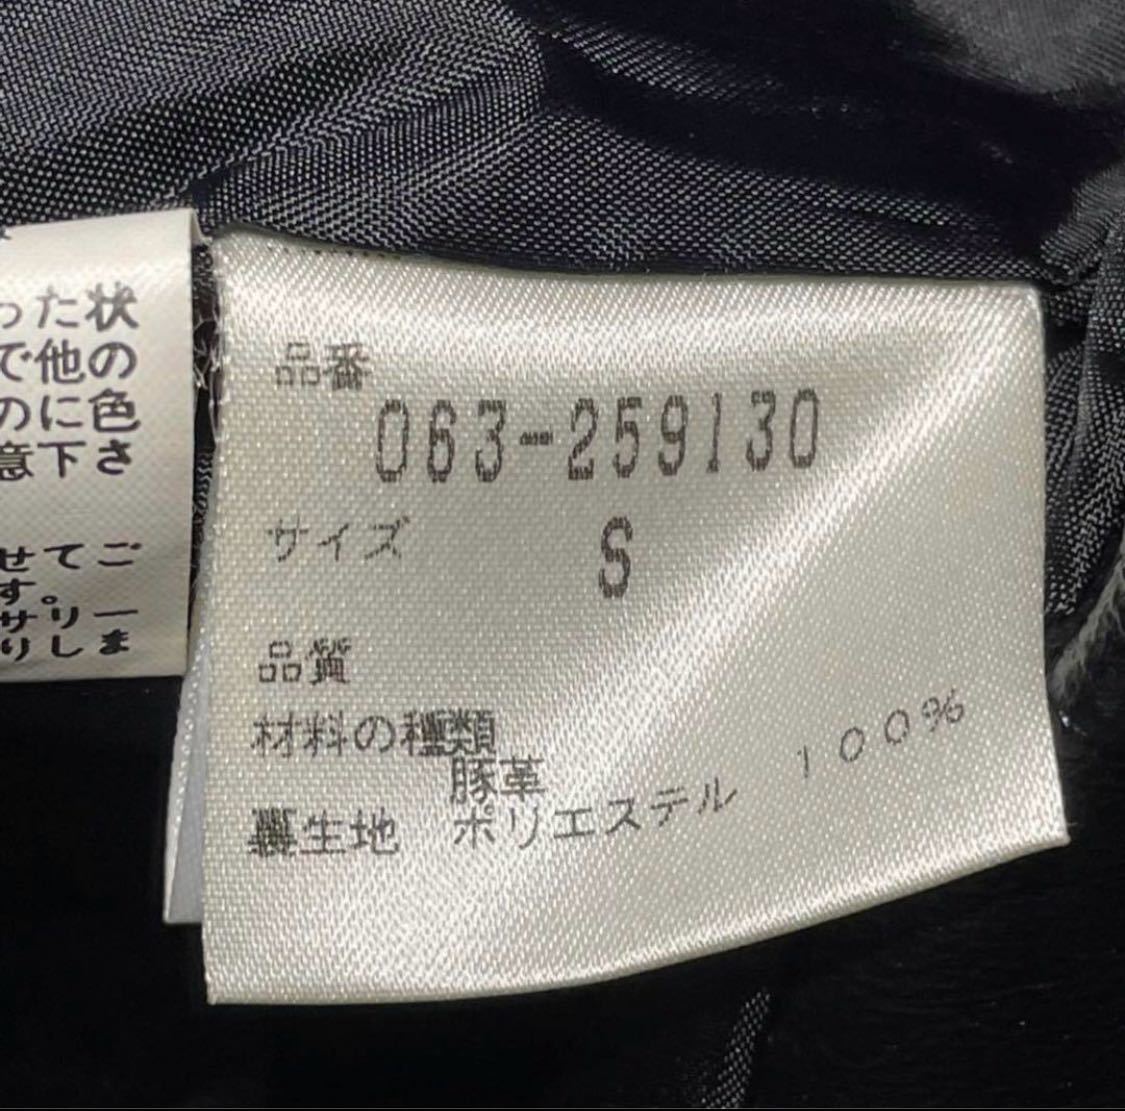 った状
で他の
のに色
意下さ
せてご
す。
サリー
りしま
品番
063-259130
サイズ S
品質
材料の種類
豚革
裏生地 ポリエステル 100%